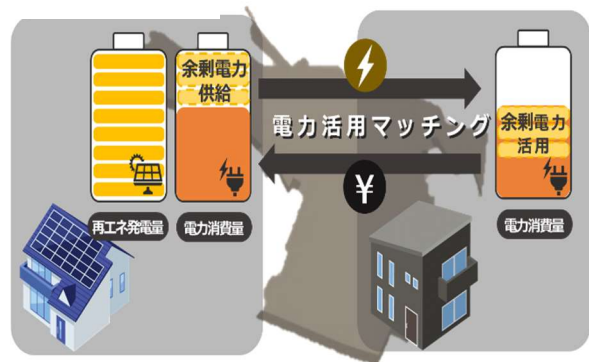 余剰電力
供給
再エネ発電量
電力消費量
電力活用マッチング
¥
余剰電力
活用
電力消費量